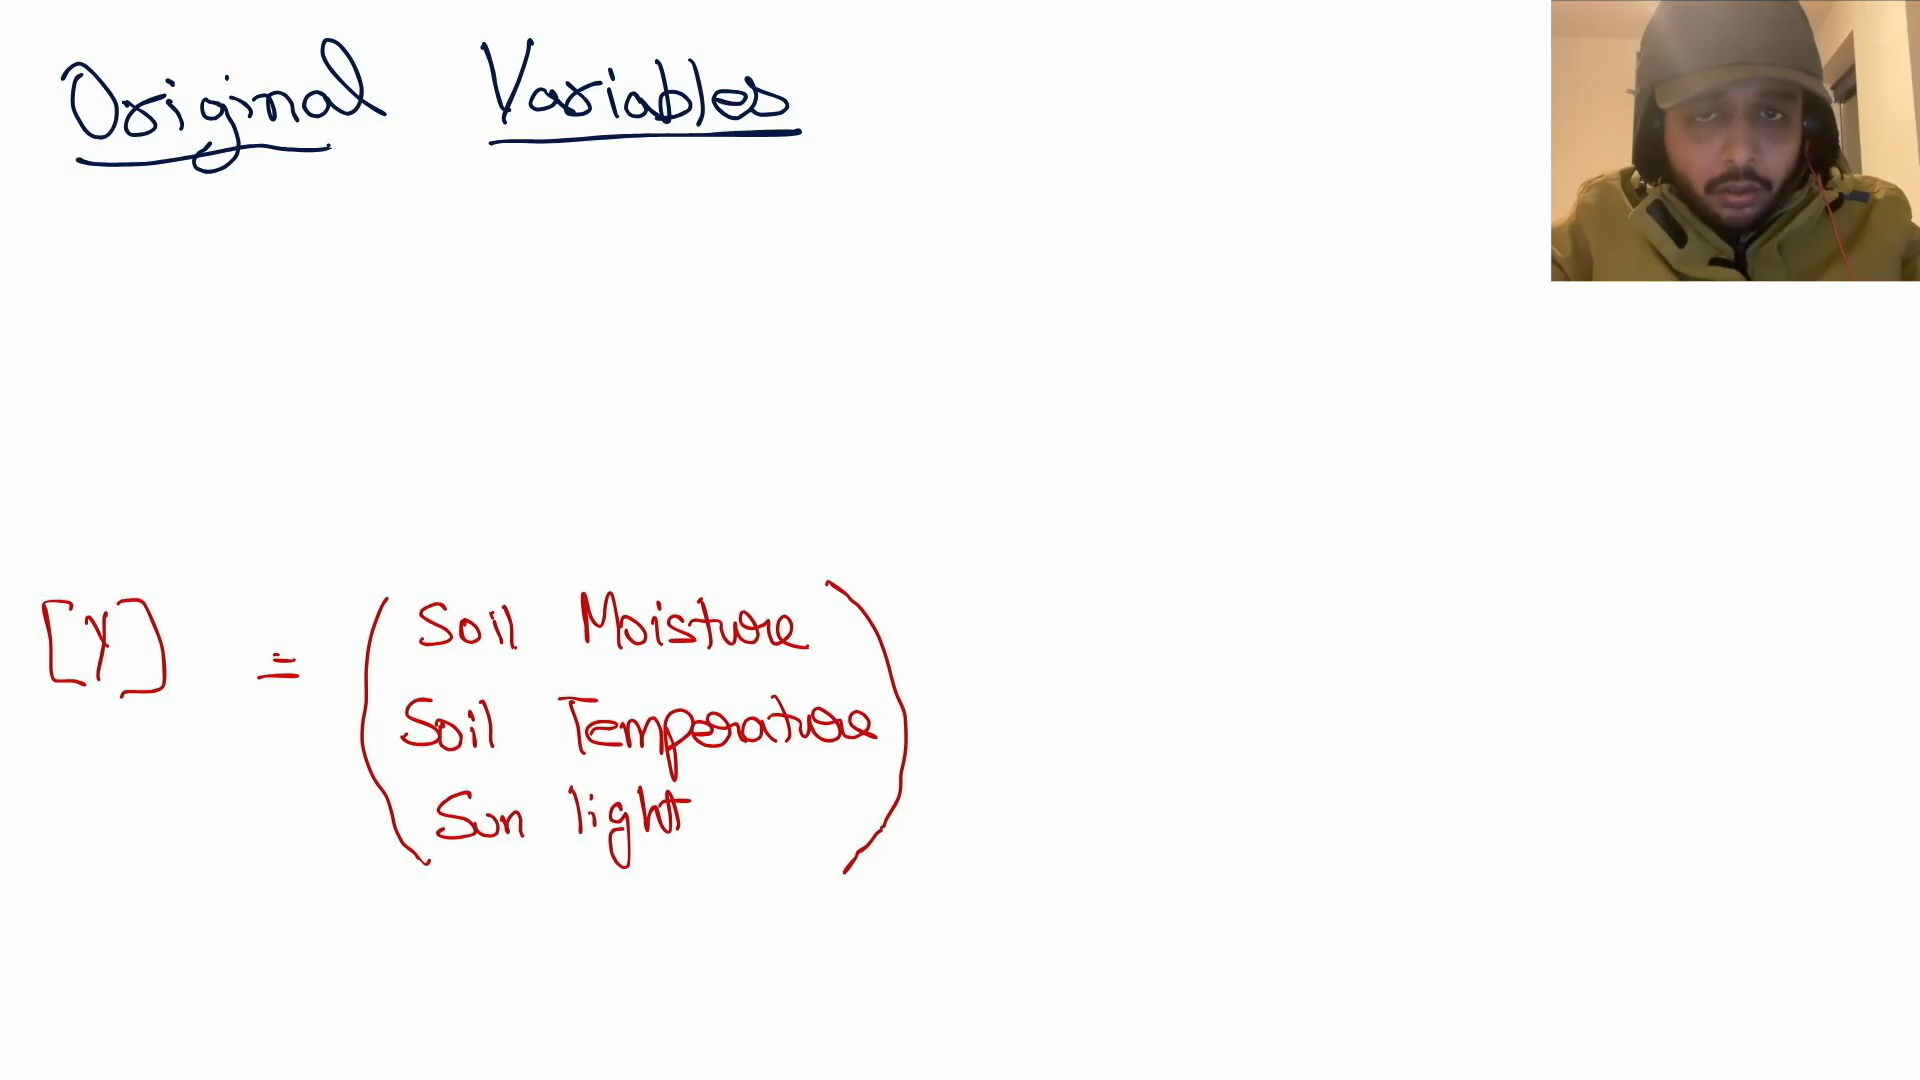 Original Variables
[Y] = (Soil Moisture
Soil Temperature
Sun light)